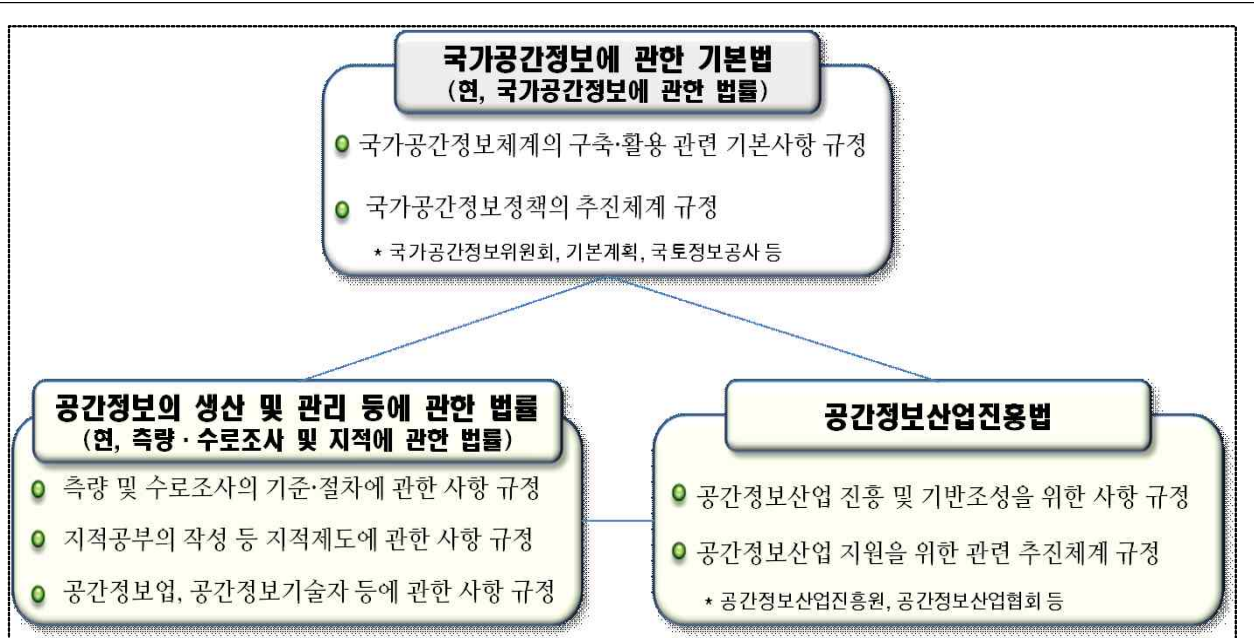 국가공간정보에 관한 기본법
(현, 국가공간정보에 관한 법률)
국가공간정보체계의 구축·활용 관련 기본사항 규정
국가공간정보정책의 추진체계 규정
* 국가공간정보위원회, 기본계획, 국토정보공사 등
공간정보의 생산 및 관리 등에 관한 법률
(현, 측량·수로조사 및 지적에 관한 법률)
측량 및 수로조사의 기준·절차에 관한 사항 규정
지적공부의 작성 등 지적제도에 관한 사항 규정
공간정보업, 공간정보기술자 등에 관한 사항 규정
공간정보산업진흥법
공간정보산업 진흥 및 기반조성을 위한 사항 규정
공간정보산업 지원을 위한 관련 추진체계 규정
* 공간정보산업진흥원, 공간정보산업협회 등